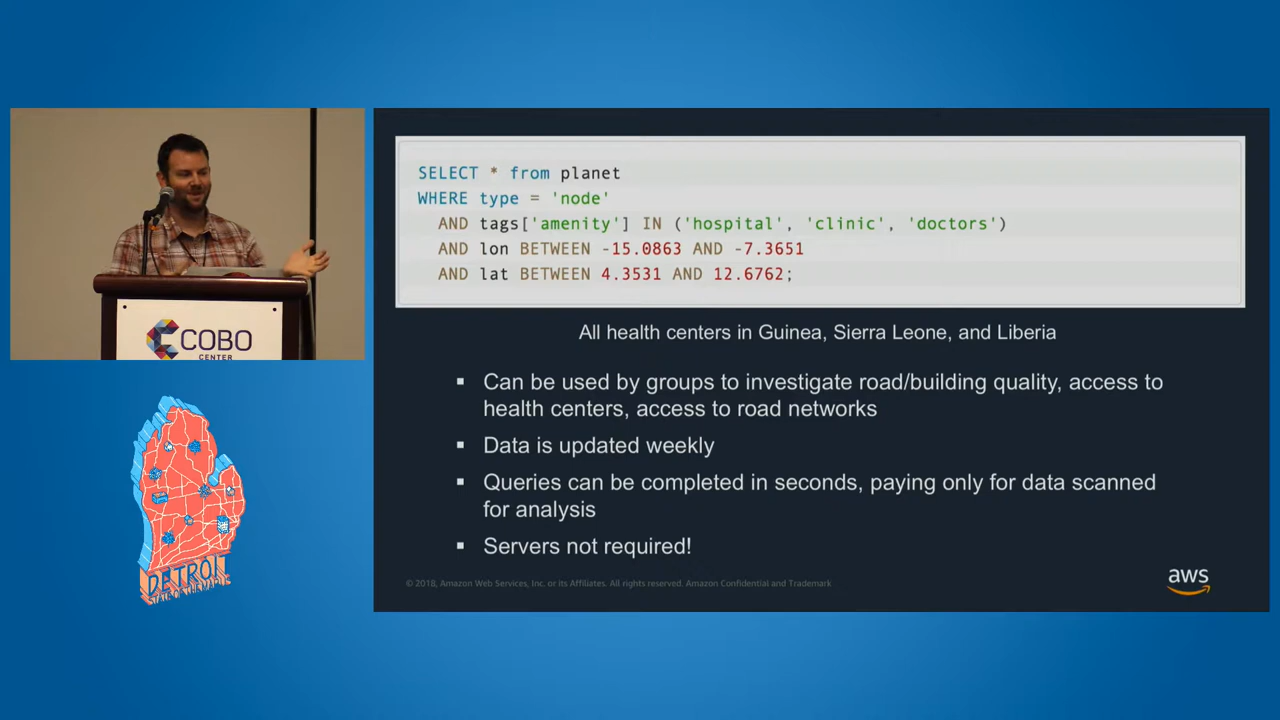 COBO
CENTER
DETROIT
SELECT * from planet
WHERE type = 'node'
AND tags['amenity'] IN ('hospital', 'clinic', 'doctors')
AND lon BETWEEN -15.0863 AND -7.3651
AND lat BETWEEN 4.3531 AND 12.6762;
All health centers in Guinea, Sierra Leone, and Liberia
▪ Can be used by groups to investigate road/building quality, access to
health centers, access to road networks
▪ Data is updated weekly
▪ Queries can be completed in seconds, paying only for data scanned
for analysis
▪ Servers not required!
© 2018, Amazon Web Services, Inc. or its Affiliates. All rights reserved. Amazon Confidential and Trademark
aws